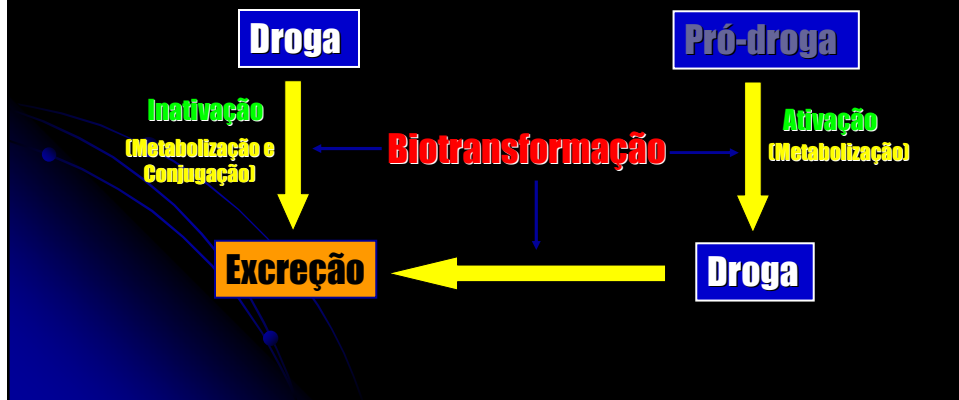 Droga
Pró-droga
Inativação
(Metabolização e
Conjugação)
Biotransformação
Ativação
(Metabolização)
Excreção
Droga